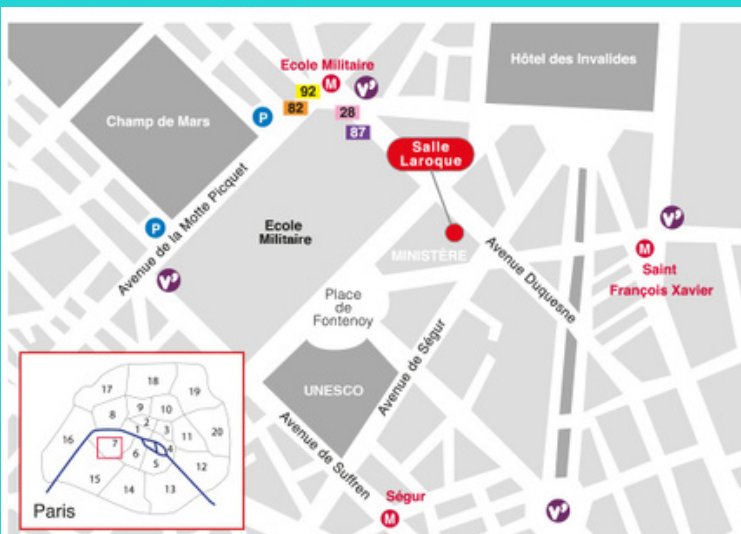 Hôtel des Invalides
Ecole Militaire
M
V'
92
82
28
87
P
Champ de Mars
Salle
Laroque
P
Avenue de la Motte Picquet
V'
Ecole
Militaire
MINISTÈRE
Avenue Duquesne
V'
M
Saint
François Xavier
Place
de
Fontenoy
Avenue de Ségur
UNESCO
Avenue de Suffren
Ségur
M
V'
18
17
19
9
10
8
2
1
3
11
20
16
7
4
6
5
12
15
14
13
Paris